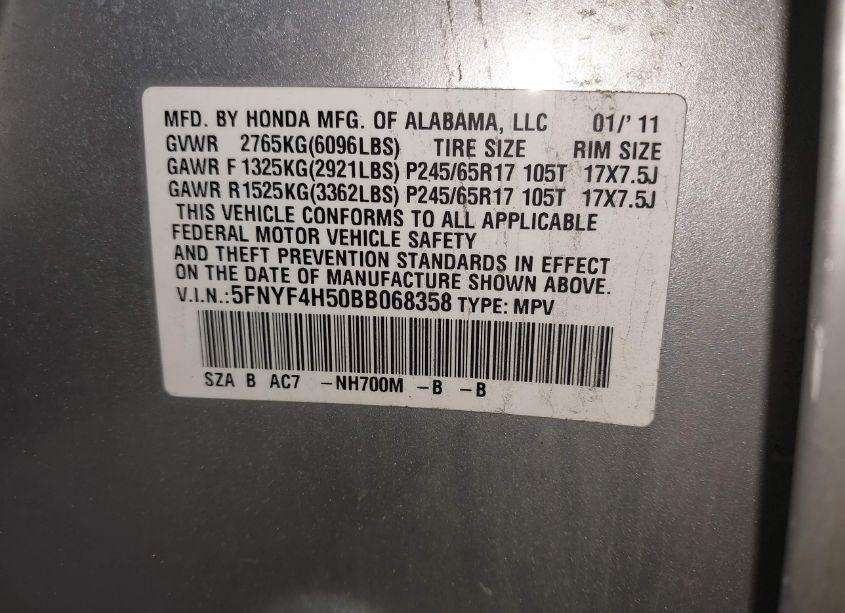 MFD. BY HONDA MFG. OF ALABAMA, LLC 01/' 11
GVWR 2765KG(6096LBS) TIRE SIZE RIM SIZE
GAWR F 1325KG(2921LBS) P245/65R17 105T 17X7.5J
GAWR R1525KG(3362LBS) P245/65R17 105T 17X7.5J
THIS VEHICLE CONFORMS TO ALL APPLICABLE
FEDERAL MOTOR VEHICLE SAFETY
AND THEFT PREVENTION STANDARDS IN EFFECT
ON THE DATE OF MANUFACTURE SHOWN ABOVE.
V.I.N.:5FNYF4H50BB068358 TYPE: MPV
SZA B AC7 -NH700M -B -B